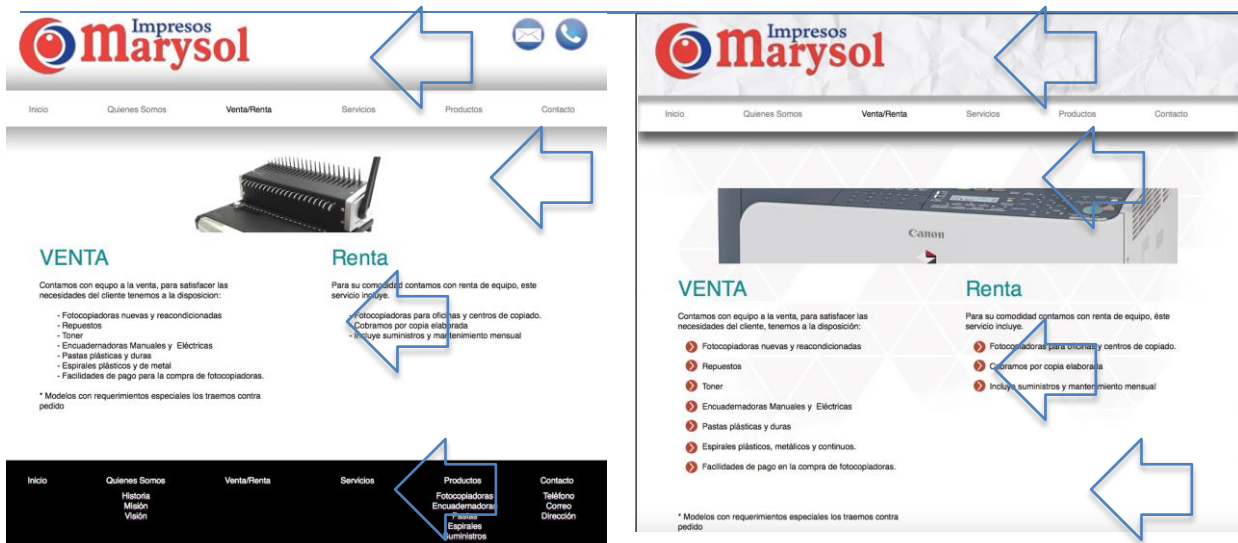 Impresos
Marysol
Inicio Quienes Somos Venta/Renta Servicios Productos Contacto
VENTA
Contamos con equpo a la venta, para satisfacer las
necesidades del cliente tenemos a la disposicion:
- Fotocopiadoras nuevas y reacondicionadas
- Repuestos
- Toner
- Encuadernadoras Manuales y Eléctricas
- Pastas plásticas y duras
- Espirales plásticos y de metal
- Facilidades de pago para la compra de fotocopiadoras.
* Modelos con requerimientos especiales los traemos contra
pedido
Renta
Para su comodidad contamos con renta de equipo, este
servicio incluye.
- Fotocopiadoras para oficinas y centros de copiado.
- Cobramos por copia elaborada
- Incluye suministros y mantenimiento mensual
Inicio Quienes Somos Venta/Renta Servicios Productos Contacto
Historia Fotocopiadoras Teléfono
Misión Encuadernadoras Correo
Visión Pastas Dirección
Espirales
Suministros
Impresos
Marysol
Inicio Quienes Somos Venta/Renta Servicios Productos Contacto
Canon
VENTA
Contamos con equipo a la venta, para satisfacer las
necesidades del cliente, tenemos a la disposición:
Fotocopiadoras nuevas y reacondicionadas
Repuestos
Toner
Encuadernadoras Manuales y Eléctricas
Pastas plásticas y duras
Espirales plásticos, metálicos y continuos.
Facilidades de pago en la compra de fotocopiadoras.
* Modelos con requerimientos especiales los traemos contra
pedido
Renta
Para su comodidad contamos con renta de equipo, éste
servicio incluye.
Fotocopiadoras para oficinas y centros de copiado.
Cobramos por copia elaborada
Incluye suministros y mantenimiento mensual